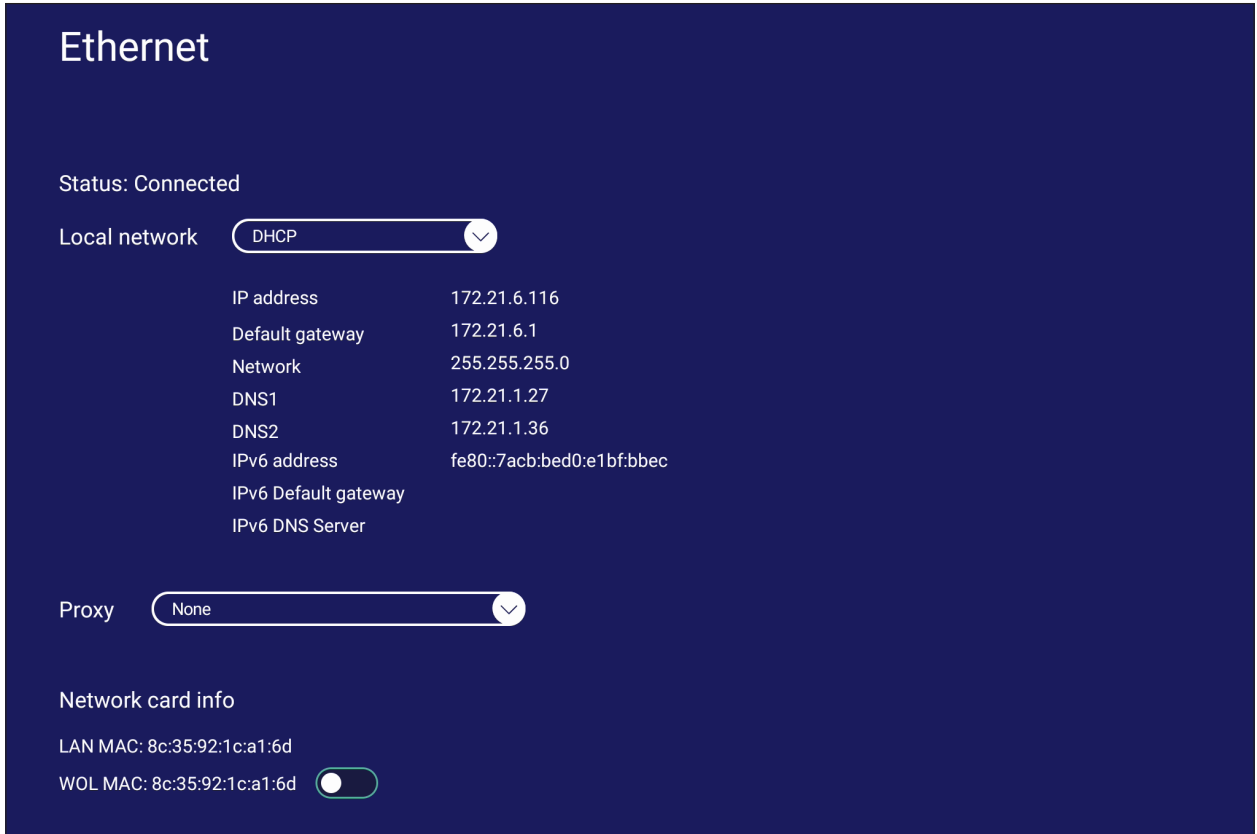 Ethernet
Status: Connected
Local network DHCP
IP address 172.21.6.116
Default gateway 172.21.6.1
Network 255.255.255.0
DNS1 172.21.1.27
DNS2 172.21.1.36
IPv6 address fe80::7acb:bed0:e1bf:bbec
IPv6 Default gateway
IPv6 DNS Server
Proxy None
Network card info
LAN MAC: 8c:35:92:1c:a1:6d
WOL MAC: 8c:35:92:1c:a1:6d